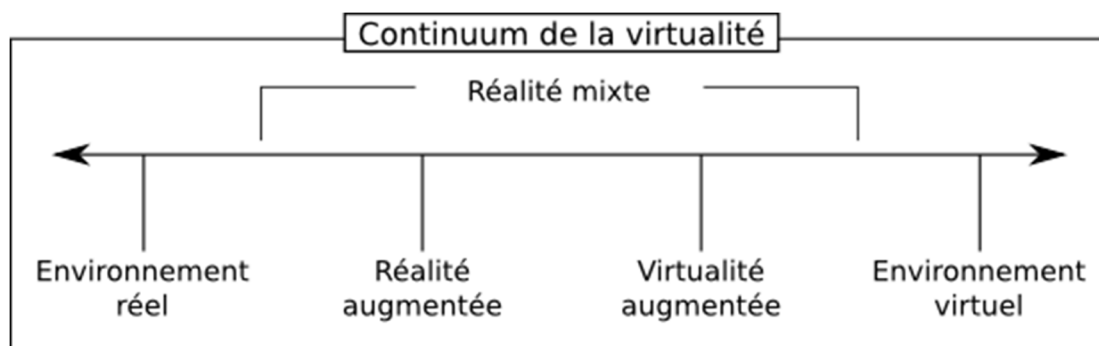 Continuum de la virtualité
Réalité mixte
Environnement
réel
Réalité
augmentée
Virtualité
augmentée
Environnement
virtuel